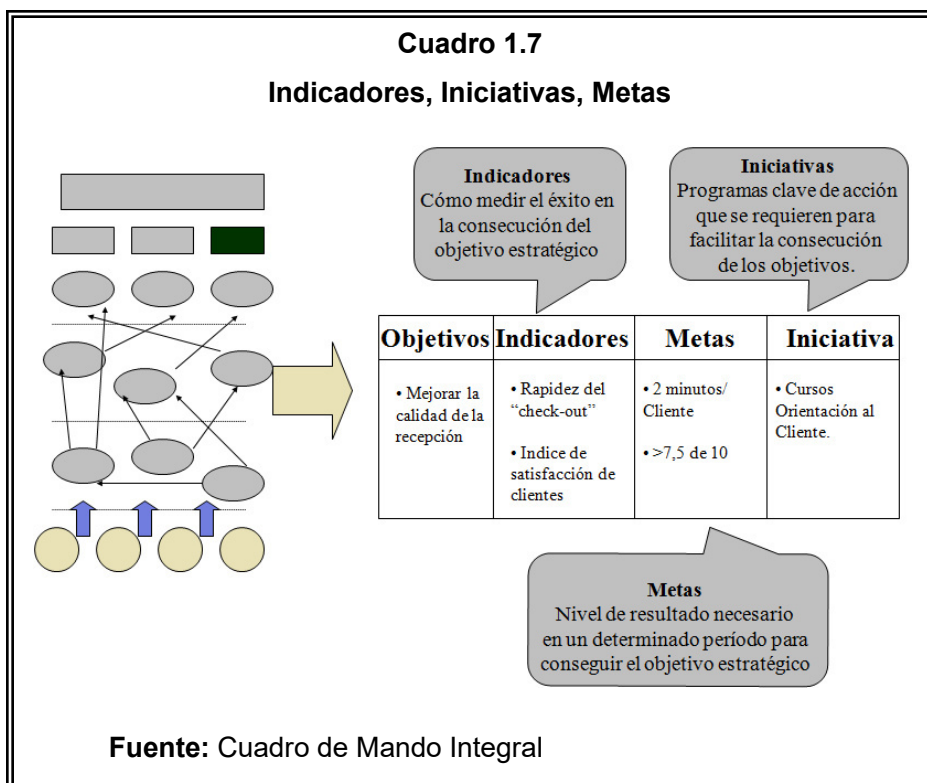 Cuadro 1.7
Indicadores, Iniciativas, Metas
Indicadores
Cómo medir el éxito en
la consecución del
objetivo estratégico
Iniciativas
Programas clave de acción
que se requieren para
facilitar la consecución
de los objetivos.
Objetivos Indicadores Metas Iniciativa
• Mejorar la
calidad de la
recepción
• Rapidez del
“check-out”
• Indice de
satisfacción de
clientes
• 2 minutos/
Cliente
• >7,5 de 10
• Cursos
Orientación al
Cliente.
Metas
Nivel de resultado necesario
en un determinado período para
conseguir el objetivo estratégico
Fuente: Cuadro de Mando Integral